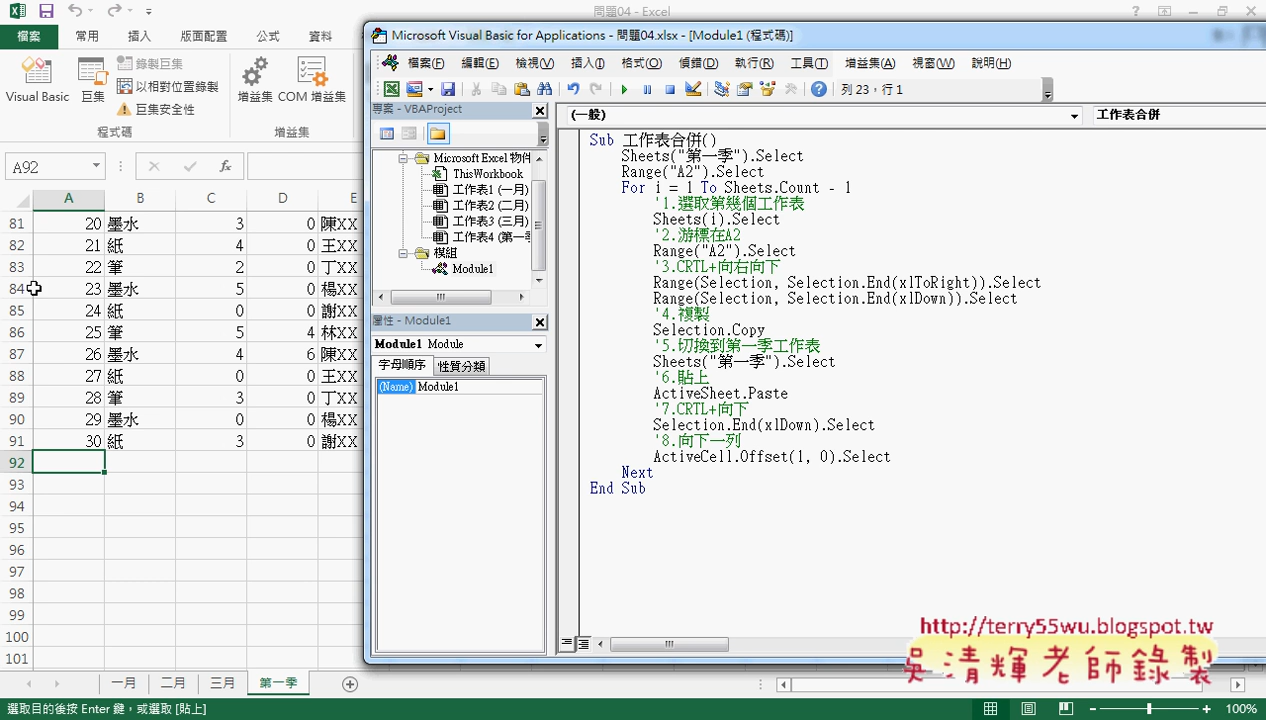 問題04 - Excel
檔案 常用 插入 版面配置 公式 資料
Visual Basic 巨集 錄製巨集 以相對位置錄製 巨集安全性 增益集 COM 增益集
程式碼 增益集
A92 fx
A B C D E
81 20 墨水 3 0 陳XX
82 21 紙 4 0 王XX
83 22 筆 2 0 丁XX
84 23 墨水 5 0 楊XX
85 24 紙 0 0 謝XX
86 25 筆 5 4 林XX
87 26 墨水 4 6 陳XX
88 27 紙 0 0 王XX
89 28 筆 3 0 丁XX
90 29 墨水 0 0 楊XX
91 30 紙 3 0 謝XX
92
93
94
95
96
97
98
99
100
101
一月 二月 三月 第一季
選取目的後按 Enter 鍵，或選取 [貼上]
100%
Microsoft Visual Basic for Applications - 問題04.xlsx - [Module1 (程式碼)]
檔案(F) 編輯(E) 檢視(V) 插入(I) 格式(O) 偵錯(D) 執行(R) 工具(T) 增益集(A) 視窗(W) 說明(H)
列 23，行 1
專案 - VBAProject
Microsoft Excel 物件
ThisWorkbook
工作表1 (一月)
工作表2 (二月)
工作表3 (三月)
工作表4 (第一季
模組
Module1
屬性 - Module1
Module1 Module
字母順序 性質分類
(Name) Module1
(一般) 工作表合併
Sub 工作表合併()
Sheets("第一季").Select
Range("A2").Select
For i = 1 To Sheets.Count - 1
'1.選取第幾個工作表
Sheets(i).Select
'2.游標在A2
Range("A2").Select
'3.CRTL+向右向下
Range(Selection, Selection.End(xlToRight)).Select
Range(Selection, Selection.End(xlDown)).Select
'4.複製
Selection.Copy
'5.切換到第一季工作表
Sheets("第一季").Select
'6.貼上
ActiveSheet.Paste
'7.CRTL+向下
Selection.End(xlDown).Select
'8.向下一列
ActiveCell.Offset(1, 0).Select
Next
End Sub
http://terry55wu.blogspot.tw
吳清輝老師錄製